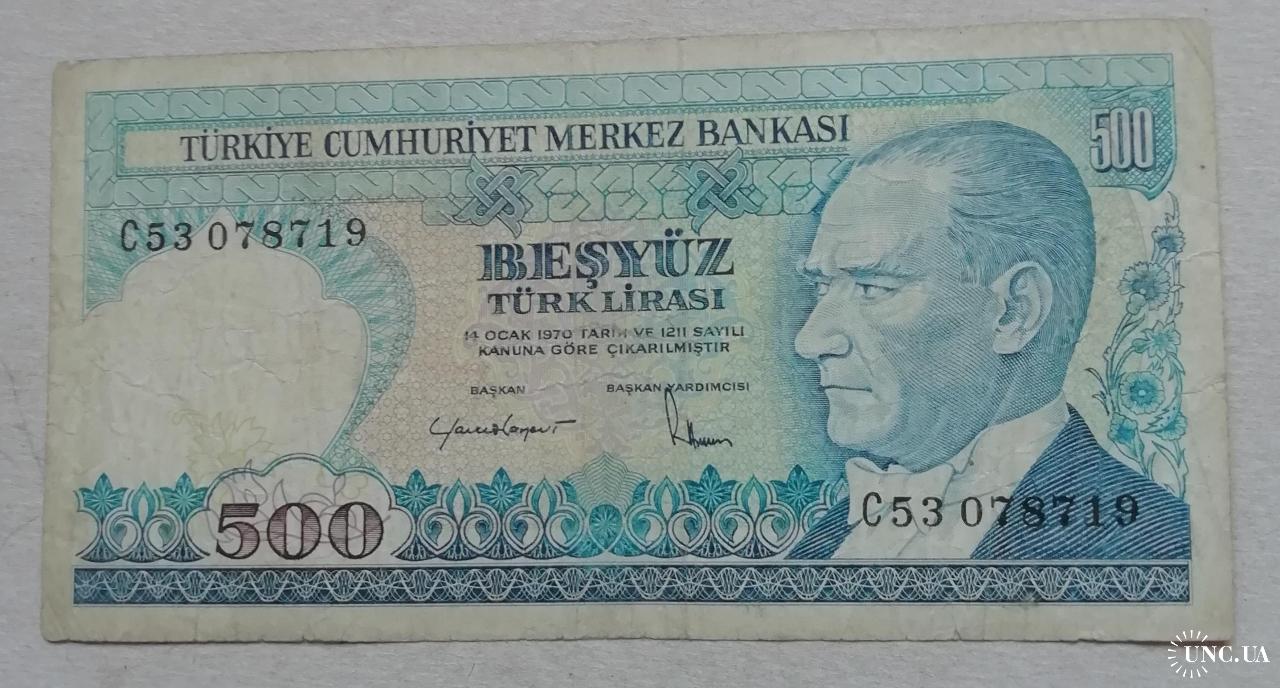 TÜRKİYE CUMHURİYET MERKEZ BANKASI
500
C53 078719
BEŞYÜZ
TÜRK LİRASI
14 OCAK 1970 TARİH VE 1211 SAYILI
KANUNA GÖRE ÇIKARILMIŞTIR
BAŞKAN BAŞKAN YARDIMCISI
C53 078719
500
UNC.UA